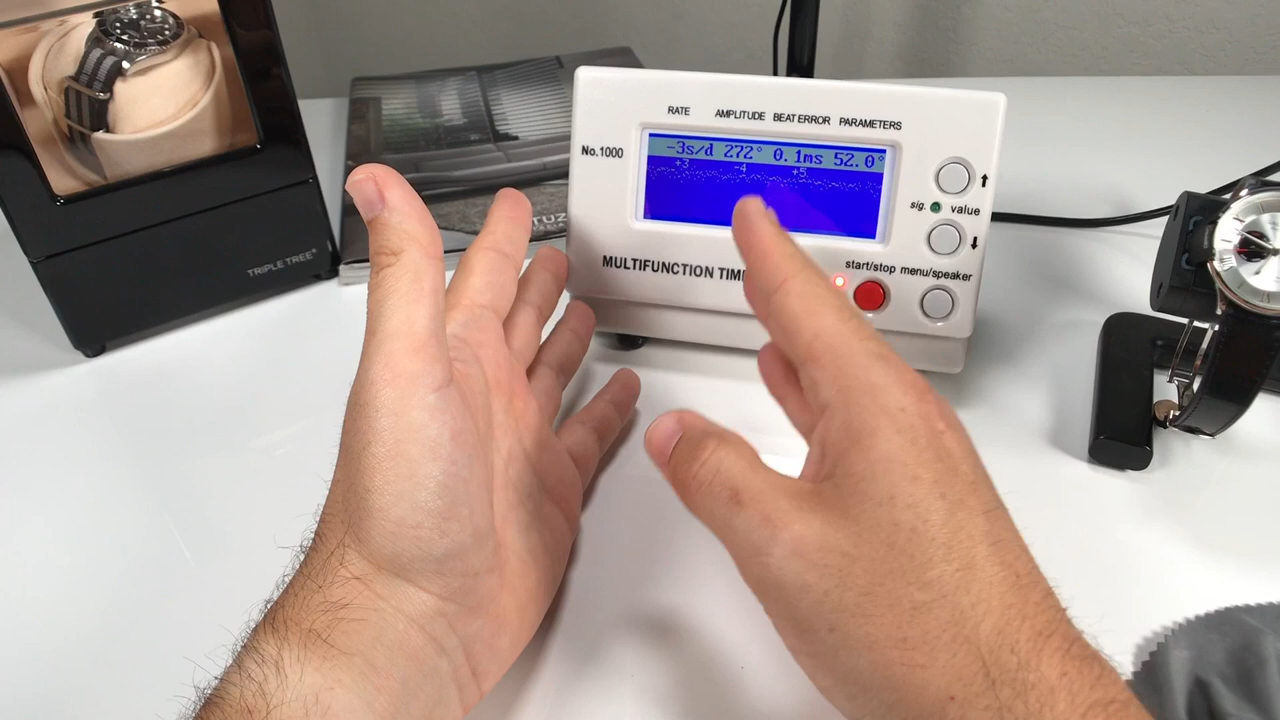 RATE AMPLITUDE BEAT ERROR PARAMETERS
No.1000
-3s/d 272° 0.1ms 52.0°
+3 -4 +5
sig. value
start/stop menu/speaker
MULTIFUNCTION
TRIPLE TREE®